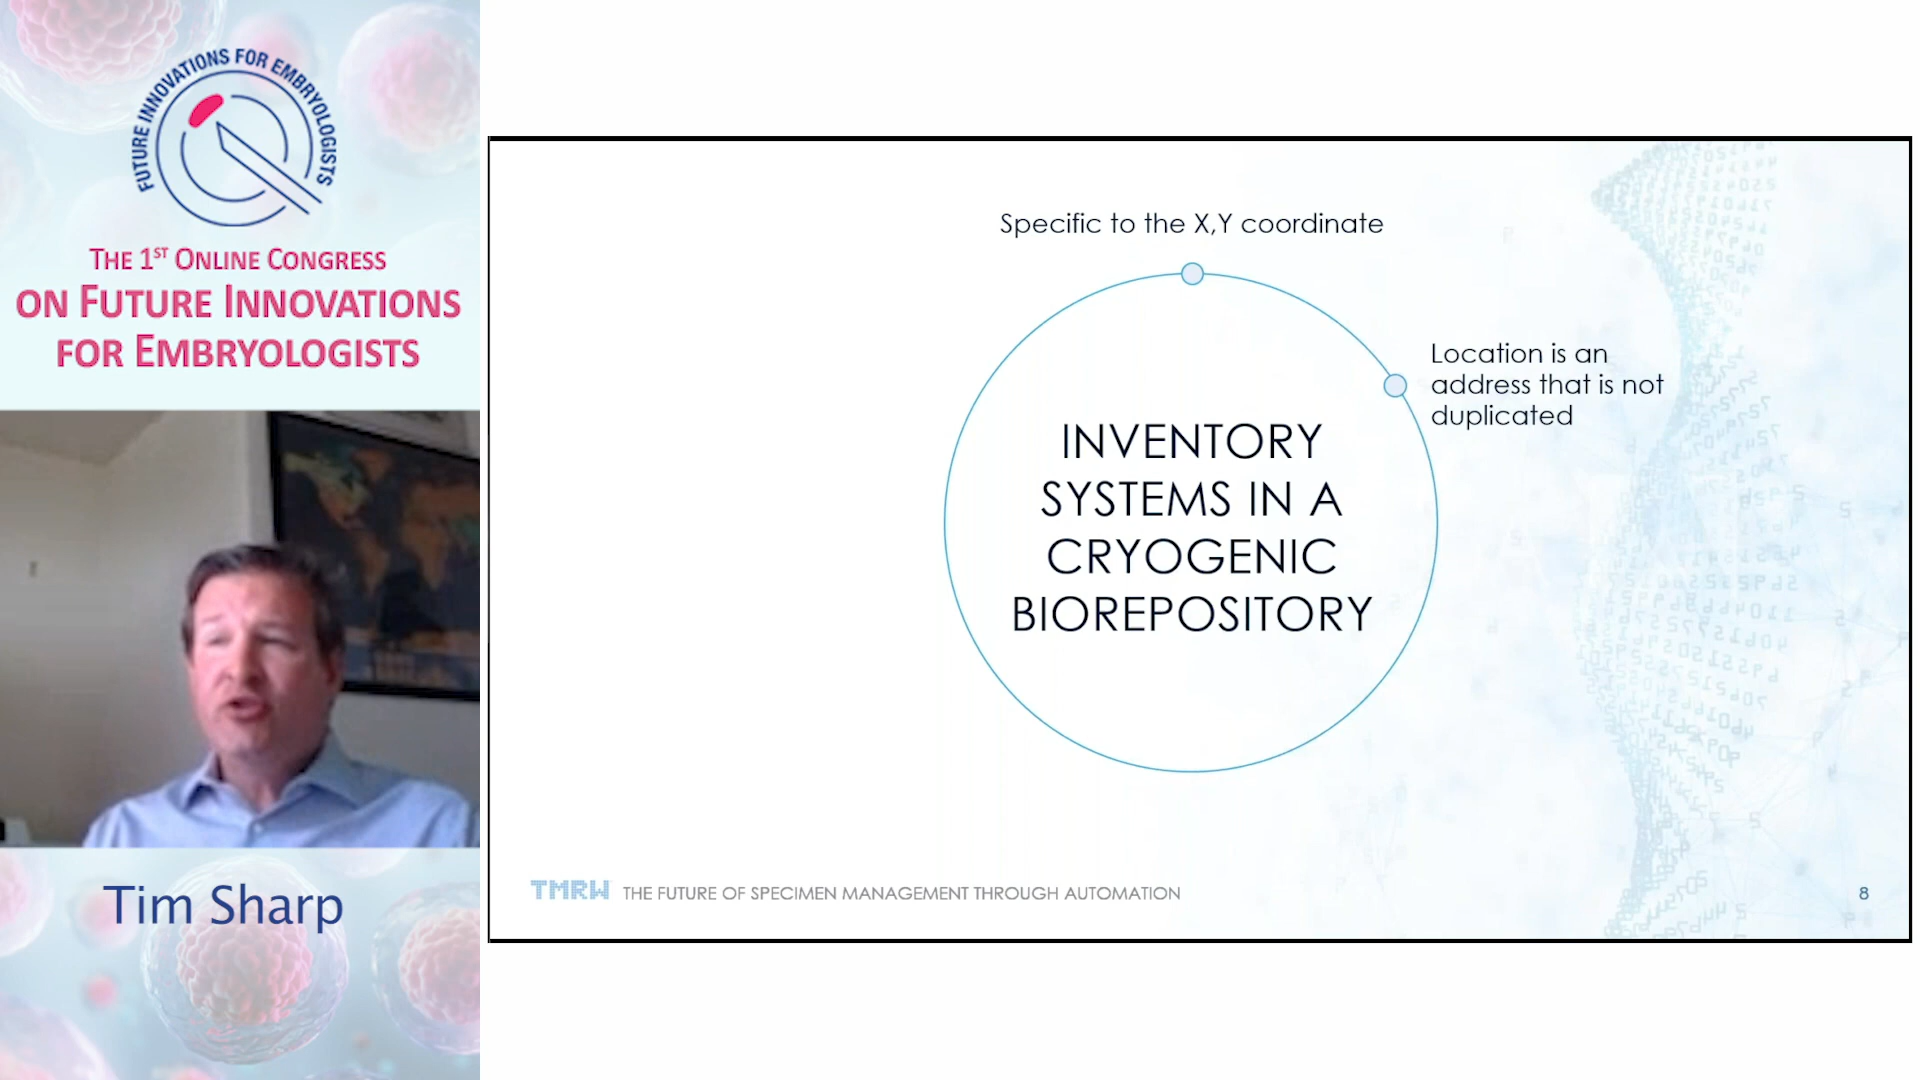 FUTURE INNOVATIONS FOR EMBRYOLOGISTS
THE 1ST ONLINE CONGRESS
ON FUTURE INNOVATIONS
FOR EMBRYOLOGISTS
Tim Sharp
Specific to the X,Y coordinate
Location is an
address that is not
duplicated
INVENTORY
SYSTEMS IN A
CRYOGENIC
BIOREPOSITORY
TMRW THE FUTURE OF SPECIMEN MANAGEMENT THROUGH AUTOMATION
8